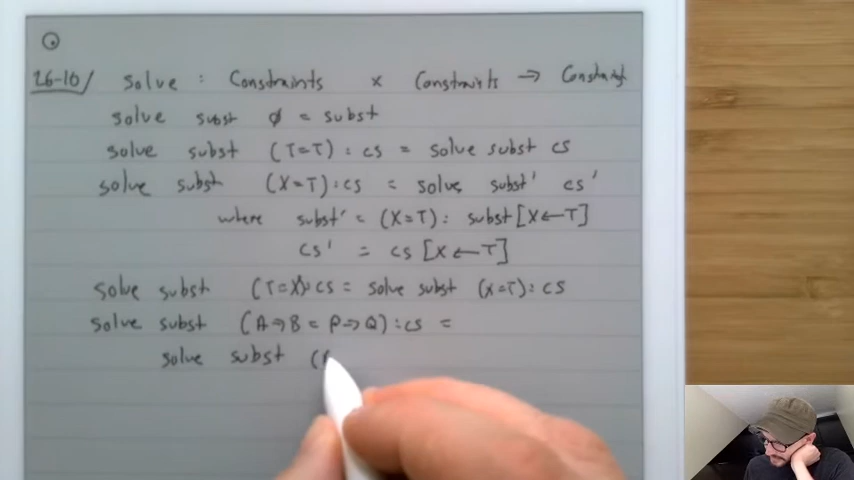 26-10/ solve : Constraints x Constraints → Constraint
solve subst ϕ = subst
solve subst (T=T) : cs = solve subst cs
solve subst (X=T) : cs = solve subst' cs'
where subst' = (X=T) : subst[X←T]
cs' = cs [X←T]
solve subst (T=X) : cs = solve subst (X=T) : cs
solve subst (A→B = P→Q) : cs =
solve subst (